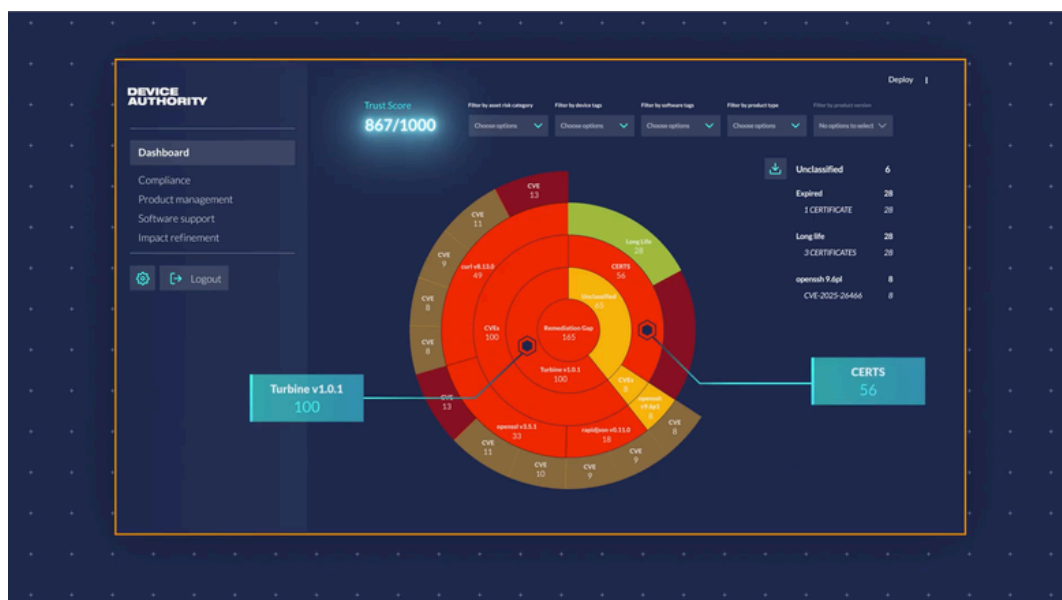 DEVICE
AUTHORITY
Dashboard
Compliance
Product management
Software support
Impact refinement
Logout
Deploy
Trust Score
867/1000
Filter by asset risk category
Choose options
Filter by device tags
Choose options
Filter by software tags
Choose options
Filter by product type
Choose options
Filter by product version
No options to select
Unclassified 6
Expired 28
1 CERTIFICATE 28
Long life 28
3 CERTIFICATES 28
openssh 9.6pl 8
CVE-2025-26466 8
CVE
13
CVE
11
CVE
9
CVE
8
CVE
8
CVE
13
CVE
11
CVE
10
CVE
9
CVE
9
CVE
8
Long Life
28
CERTS
56
curl v8.13.0
49
Unclassified
65
CVEs
100
Remediation Gap
165
Turbine v1.0.1
100
CVEs
8
openssh
v9.6pl
openssl v3.5.1
33
rapidjson v0.11.0
18
Turbine v1.0.1
100
CERTS
56